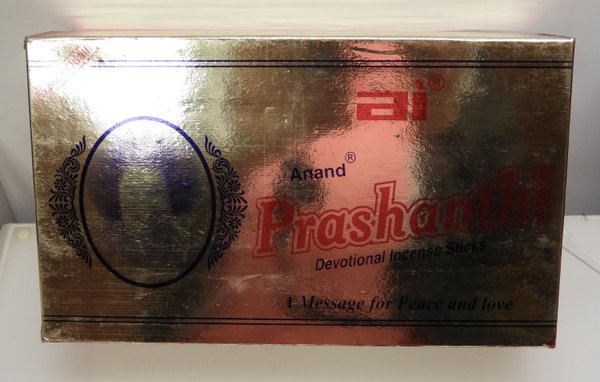 ai®
Anand®
Prashanthi
Devotional Incense Sticks
A Message for Peace and love